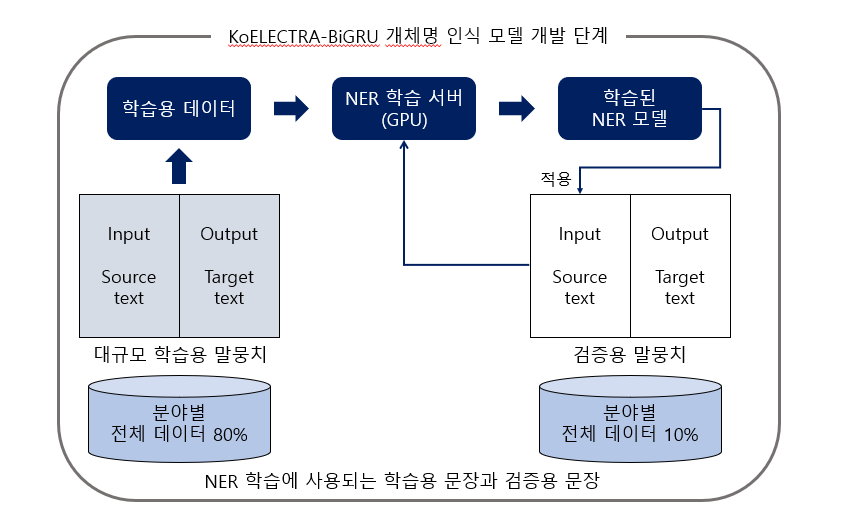 KoELECTRA-BiGRU 개체명 인식 모델 개발 단계
학습용 데이터
NER 학습 서버
(GPU)
학습된
NER 모델
적용
Input
Source
text
Output
Target
text
Input
Source
text
Output
Target
text
대규모 학습용 말뭉치
검증용 말뭉치
분야별
전체 데이터 80%
분야별
전체 데이터 10%
NER 학습에 사용되는 학습용 문장과 검증용 문장